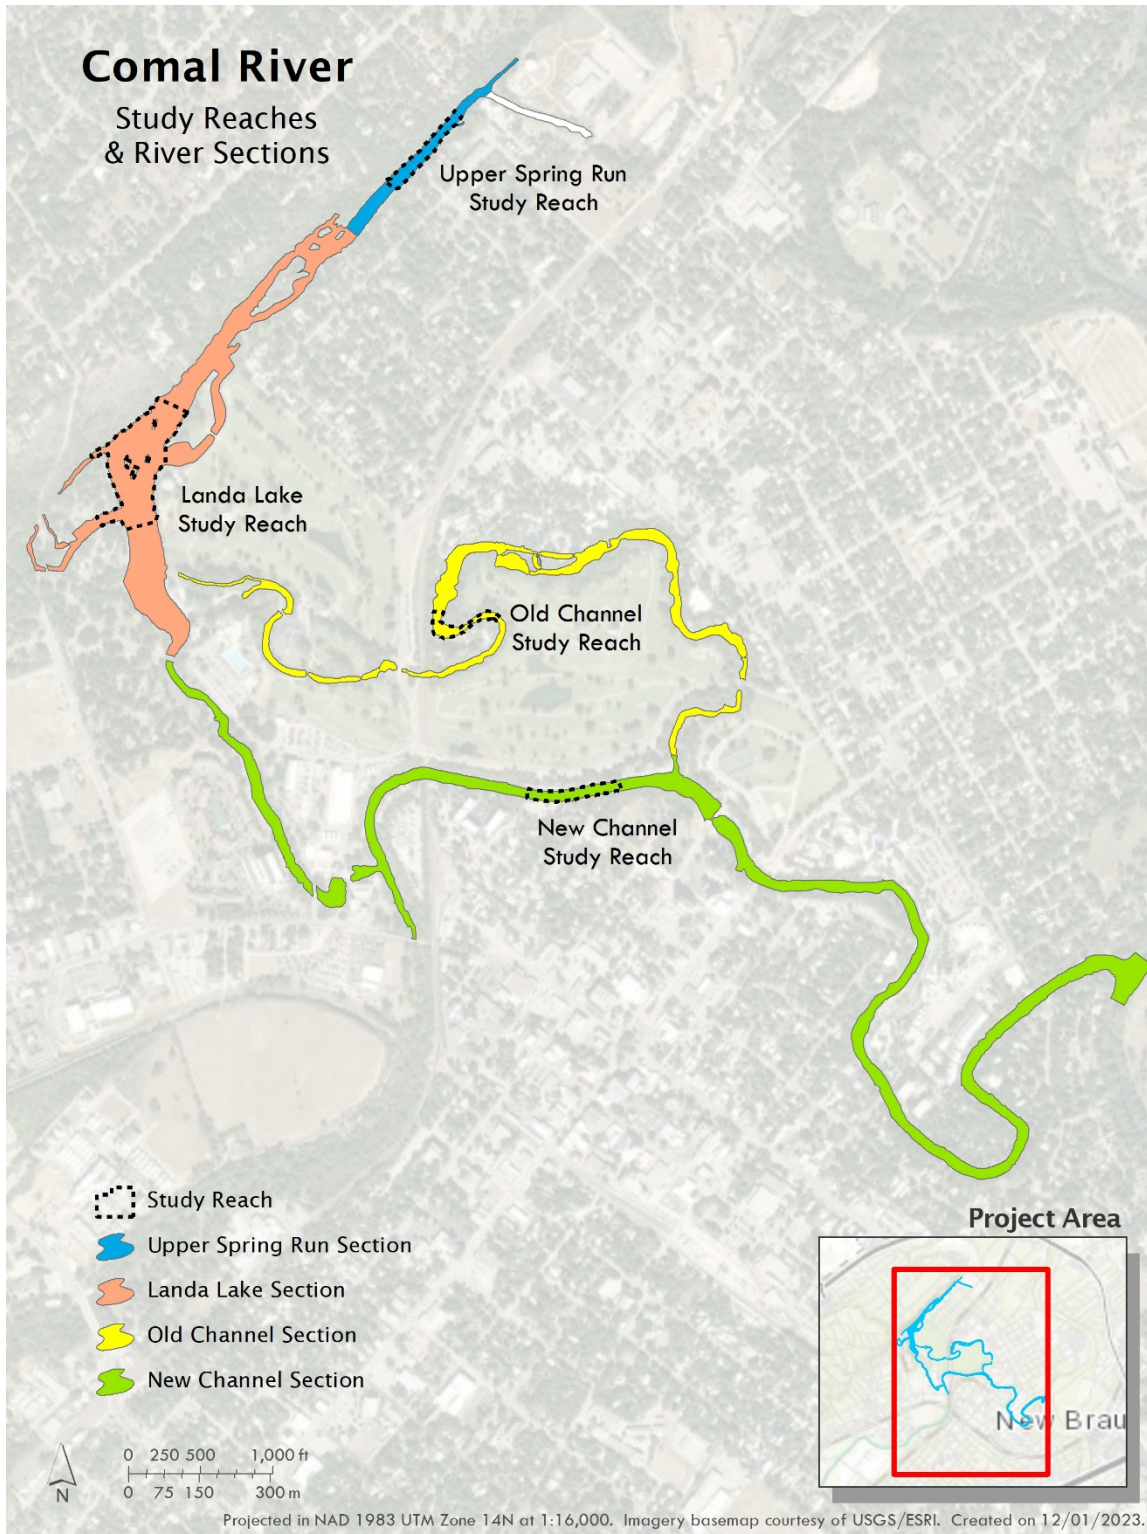 Comal River
Study Reaches
& River Sections
Upper Spring Run
Study Reach
Landa Lake
Study Reach
Old Channel
Study Reach
New Channel
Study Reach
Study Reach
Upper Spring Run Section
Landa Lake Section
Old Channel Section
New Channel Section
Project Area
New Brau
0 250 500 1,000 ft
0 75 150 300 m
N
Projected in NAD 1983 UTM Zone 14N at 1:16,000. Imagery basemap courtesy of USGS/ESRI. Created on 12/01/2023